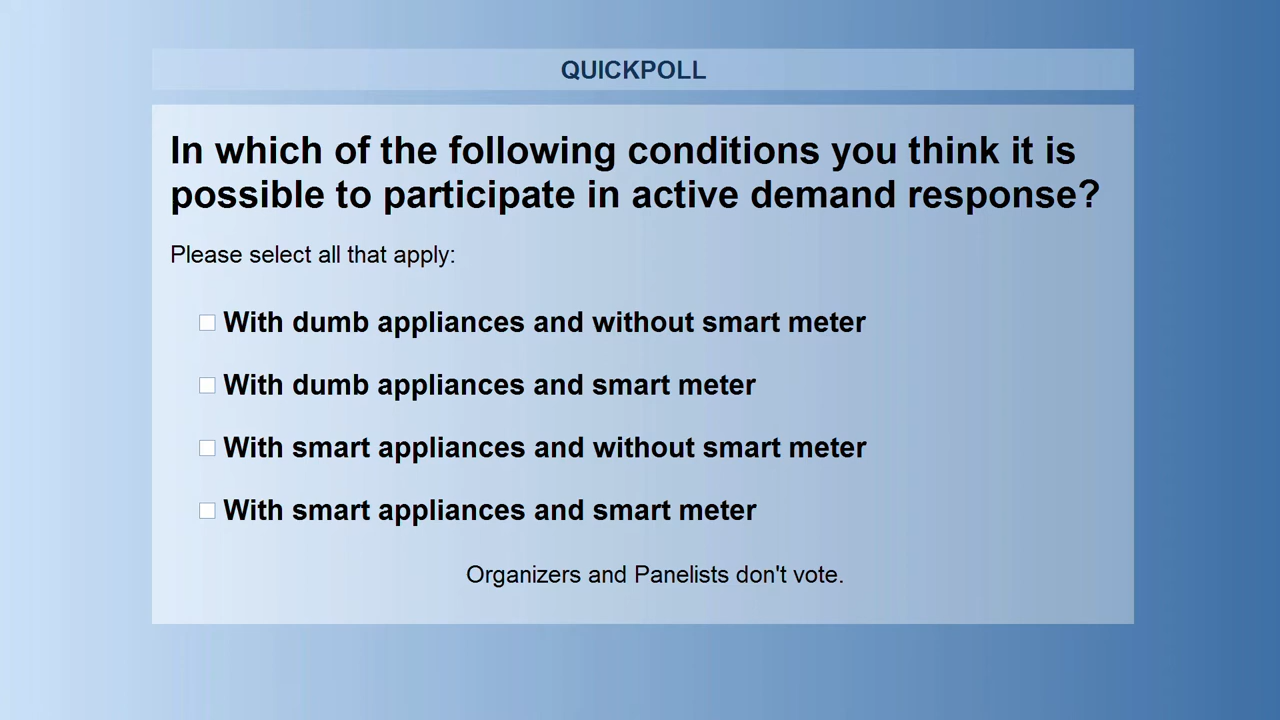 QUICKPOLL
In which of the following conditions you think it is
possible to participate in active demand response?
Please select all that apply:
With dumb appliances and without smart meter
With dumb appliances and smart meter
With smart appliances and without smart meter
With smart appliances and smart meter
Organizers and Panelists don't vote.